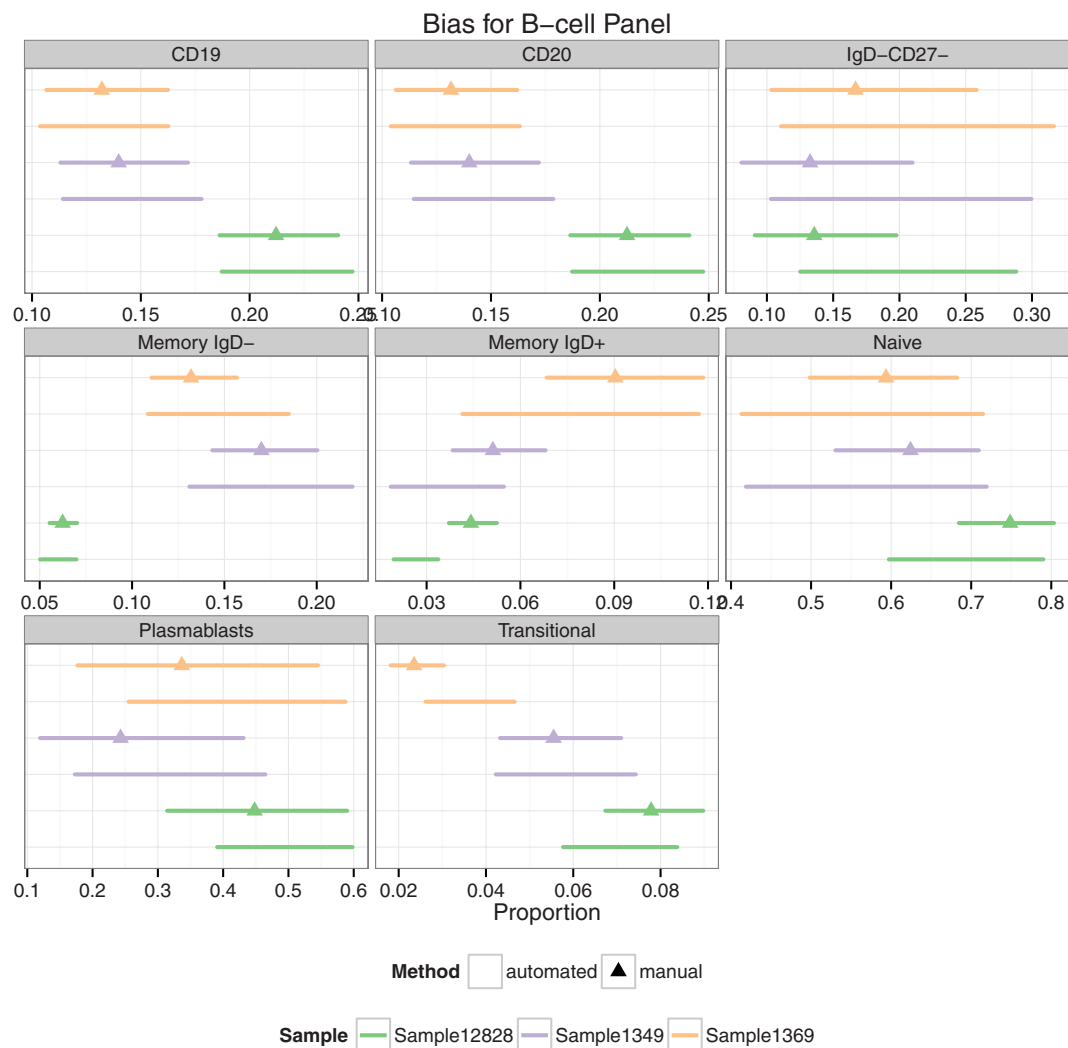 Bias for B−cell Panel
CD19 CD20 IgD−CD27−
0.10 0.15 0.20 0.25 0.10 0.15 0.20 0.25 0.10 0.15 0.20 0.25 0.30
Memory IgD− Memory IgD+ Naive
0.05 0.10 0.15 0.20 0.03 0.06 0.09 0.12 0.4 0.5 0.6 0.7 0.8
Plasmablasts Transitional
0.1 0.2 0.3 0.4 0.5 0.6 0.02 0.04 0.06 0.08
Proportion
Method automated manual
Sample Sample12828 Sample1349 Sample1369